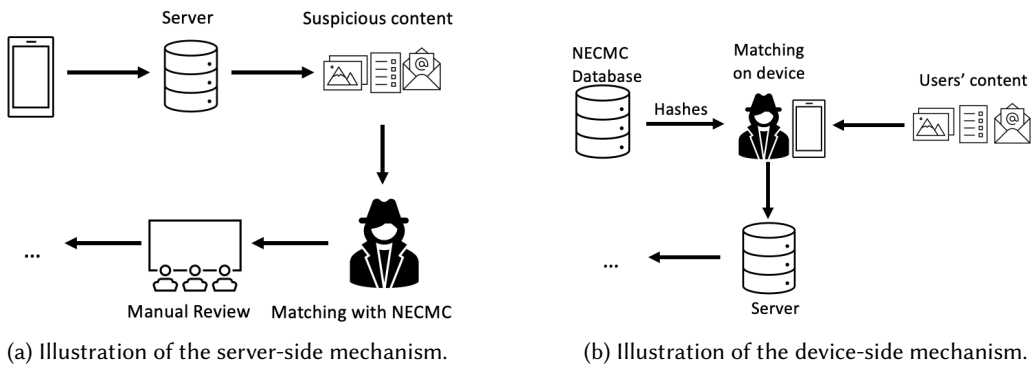 Server
Suspicious content
...
Manual Review
Matching with NECMC
(a) Illustration of the server-side mechanism.
NECMC
Database
Hashes
Matching
on device
Users' content
@
...
Server
(b) Illustration of the device-side mechanism.